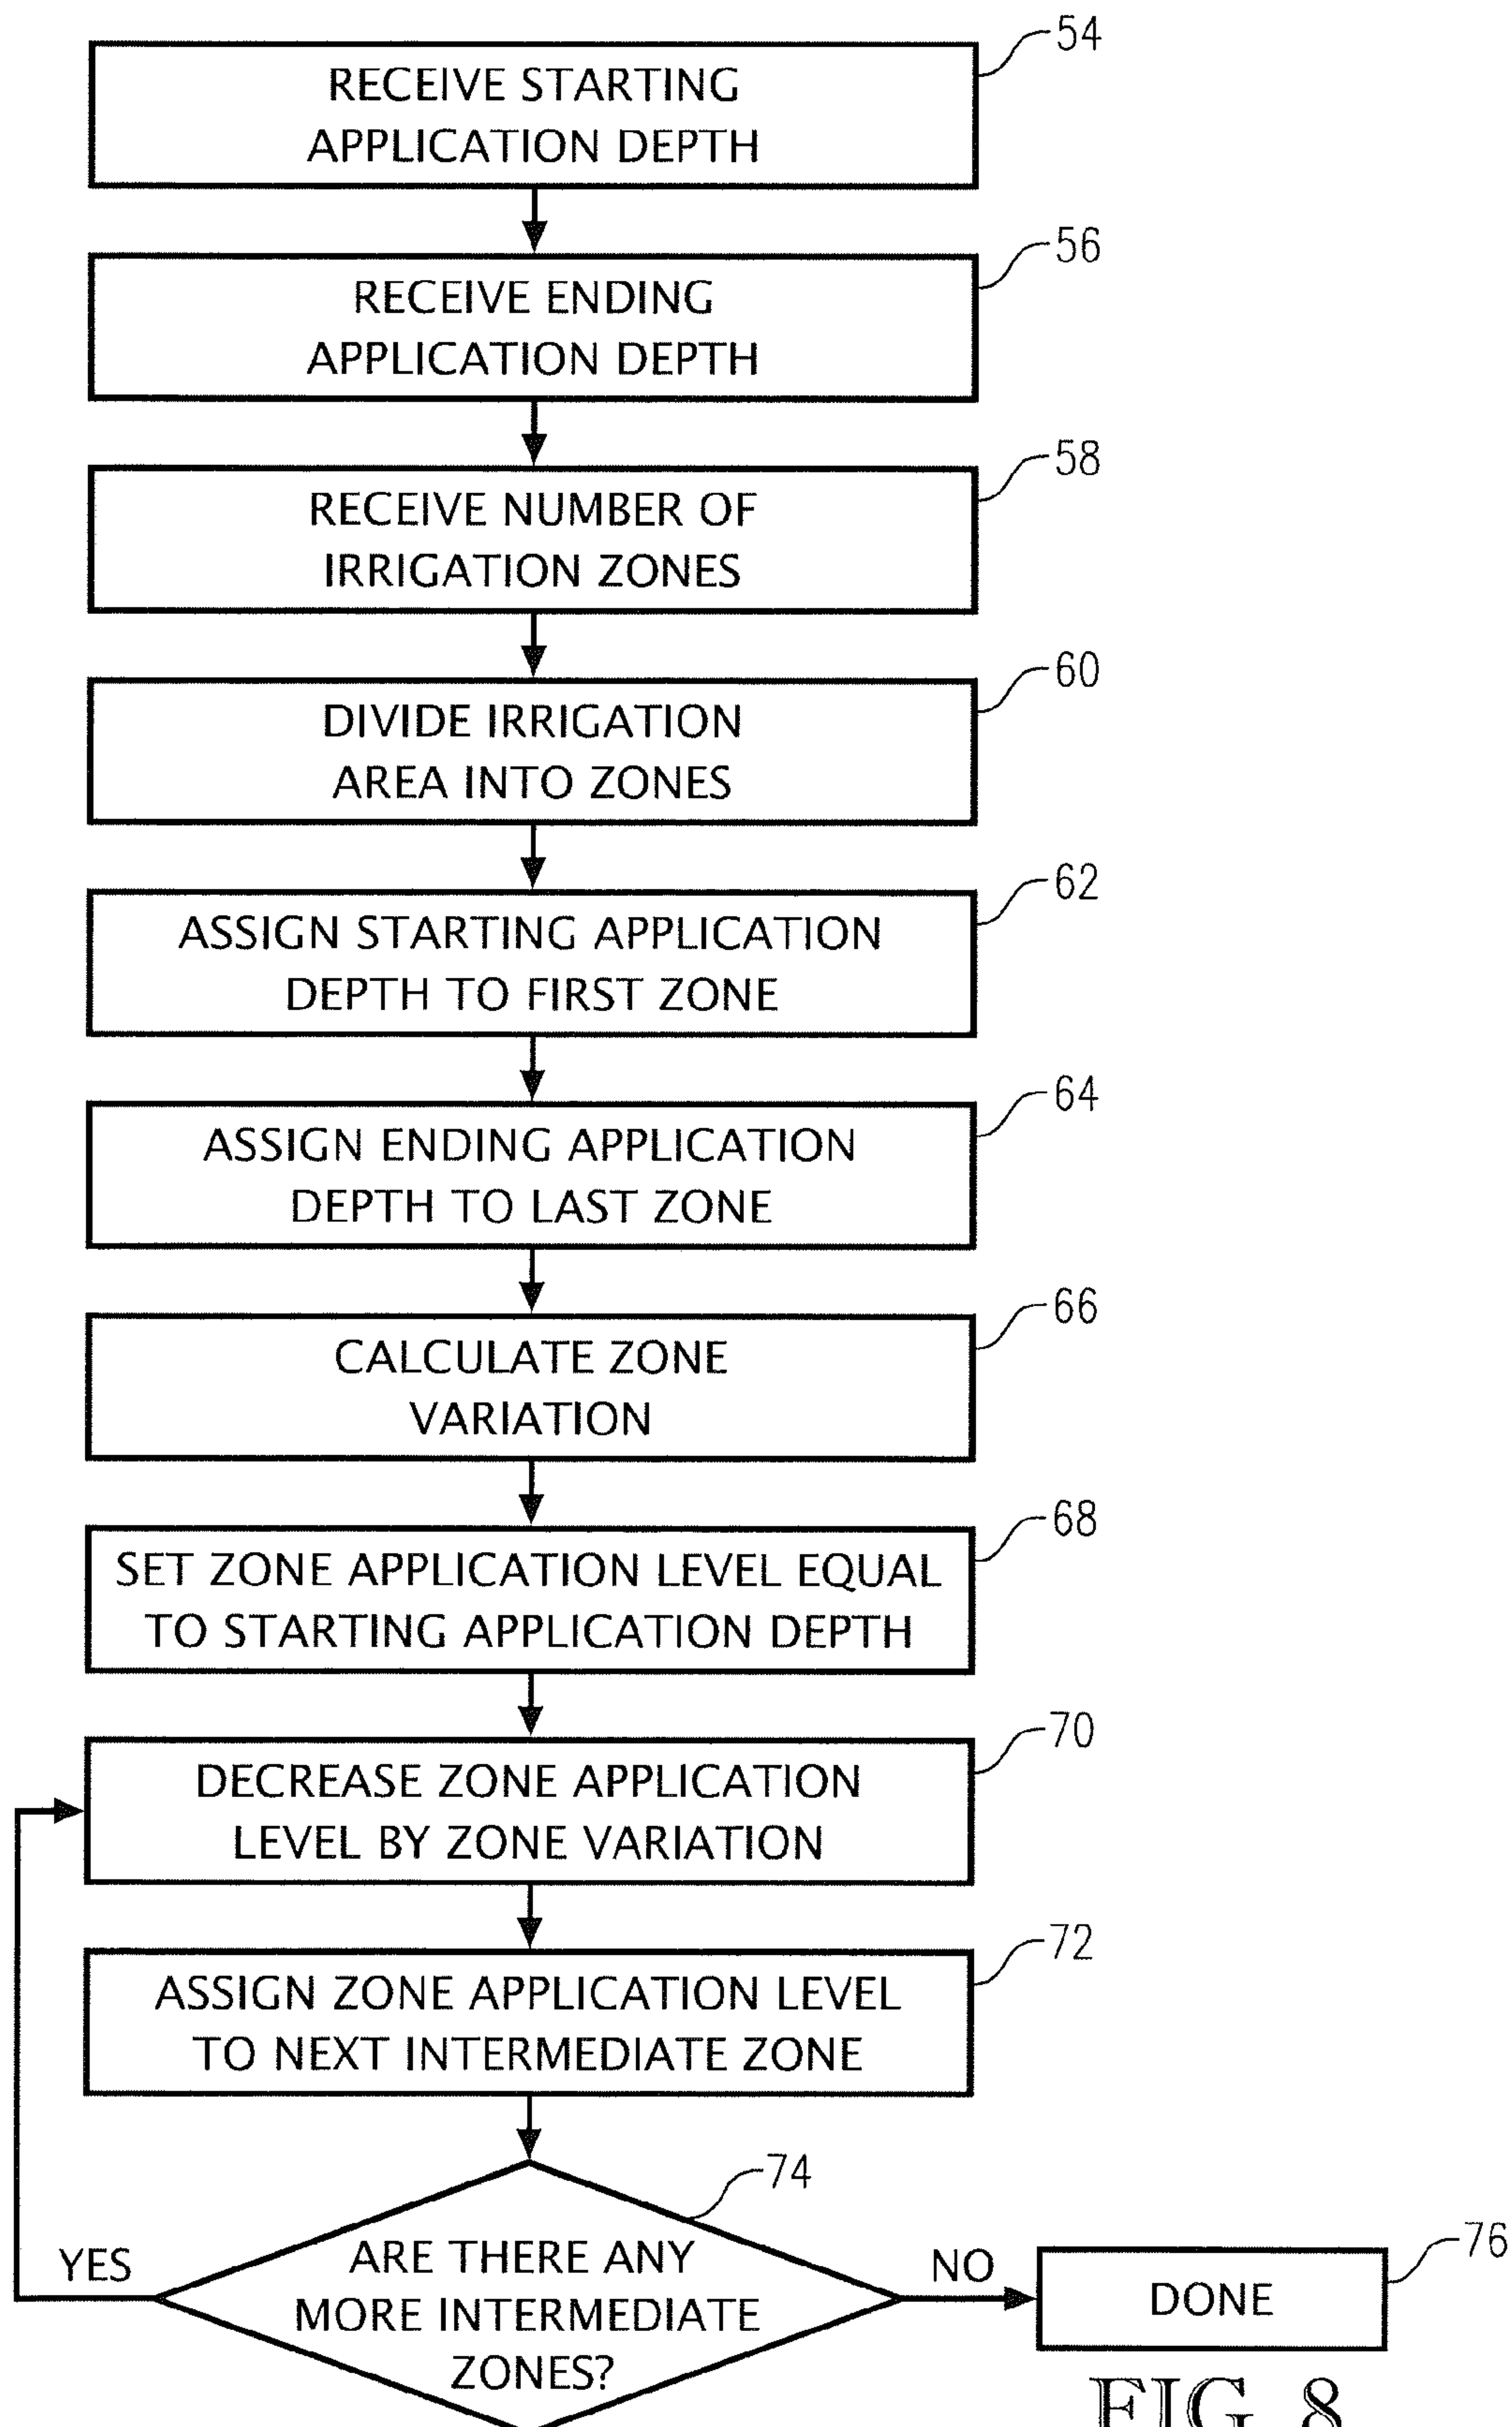 54
RECEIVE STARTING
APPLICATION DEPTH
56
RECEIVE ENDING
APPLICATION DEPTH
58
RECEIVE NUMBER OF
IRRIGATION ZONES
60
DIVIDE IRRIGATION
AREA INTO ZONES
62
ASSIGN STARTING APPLICATION
DEPTH TO FIRST ZONE
64
ASSIGN ENDING APPLICATION
DEPTH TO LAST ZONE
66
CALCULATE ZONE
VARIATION
68
SET ZONE APPLICATION LEVEL EQUAL
TO STARTING APPLICATION DEPTH
70
DECREASE ZONE APPLICATION
LEVEL BY ZONE VARIATION
72
ASSIGN ZONE APPLICATION LEVEL
TO NEXT INTERMEDIATE ZONE
74
ARE THERE ANY
MORE INTERMEDIATE
ZONES?
YES
NO
76
DONE
FIG. 8